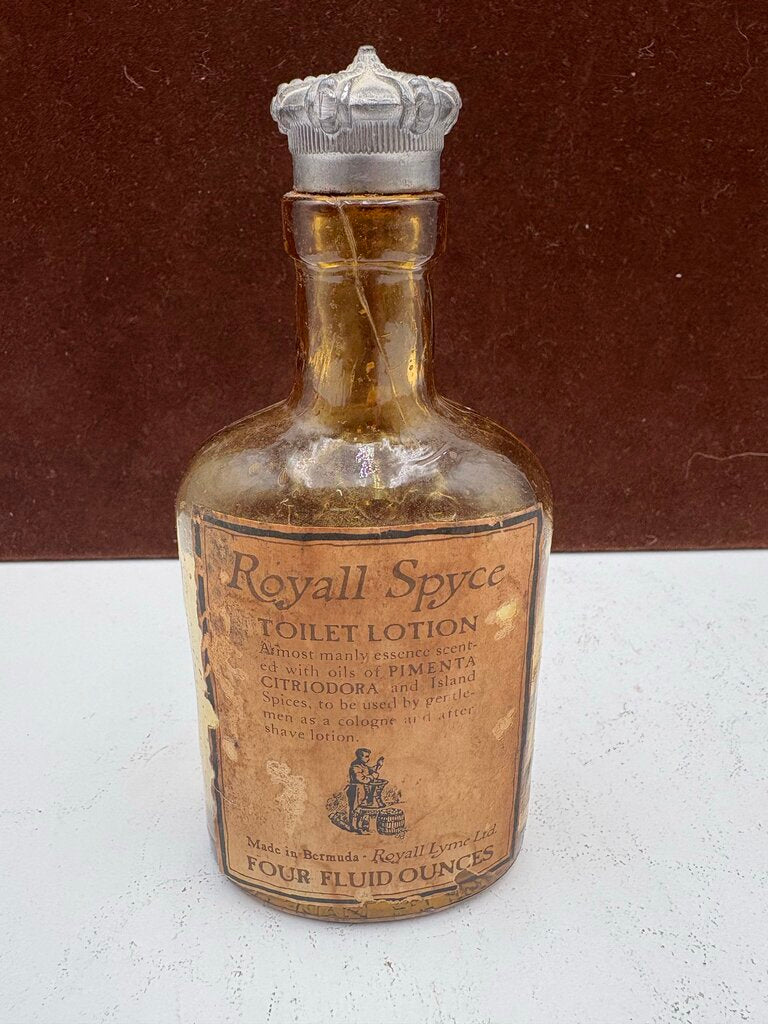 Royall Spyce
TOILET LOTION
A most manly essence scent-
ed with oils of PIMENTA
CITRIODORA and Island
Spices, to be used by gentle-
men as a cologne and after
shave lotion.
Made in Bermuda · Royall Lyme Ltd.
FOUR FLUID OUNCES